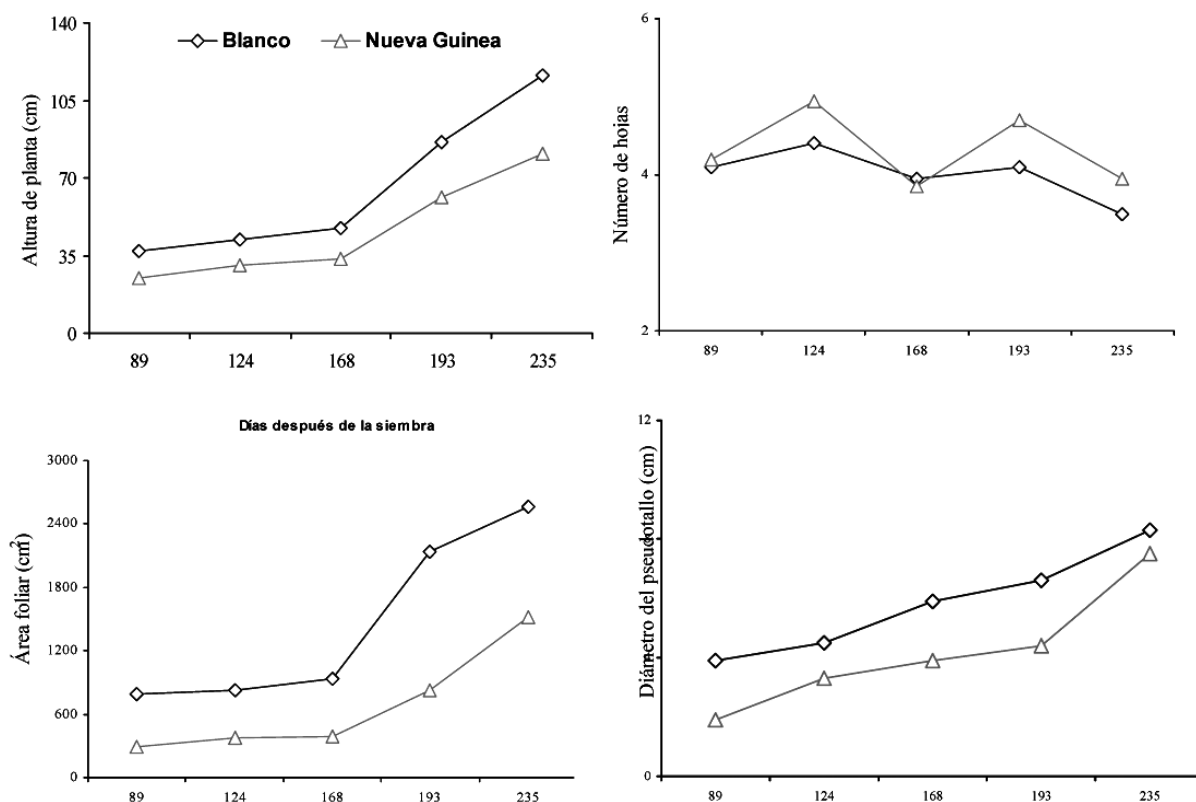 Altura de planta (cm)
140
105
70
35
0
Blanco
Nueva Guinea
89 124 168 193 235
Número de hojas
6
4
2
89 124 168 193 235
Días después de la siembra
Área foliar (cm²)
3000
2400
1800
1200
600
0
89 124 168 193 235
Diámetro del pseudotallo (cm)
12
0
89 124 168 193 235